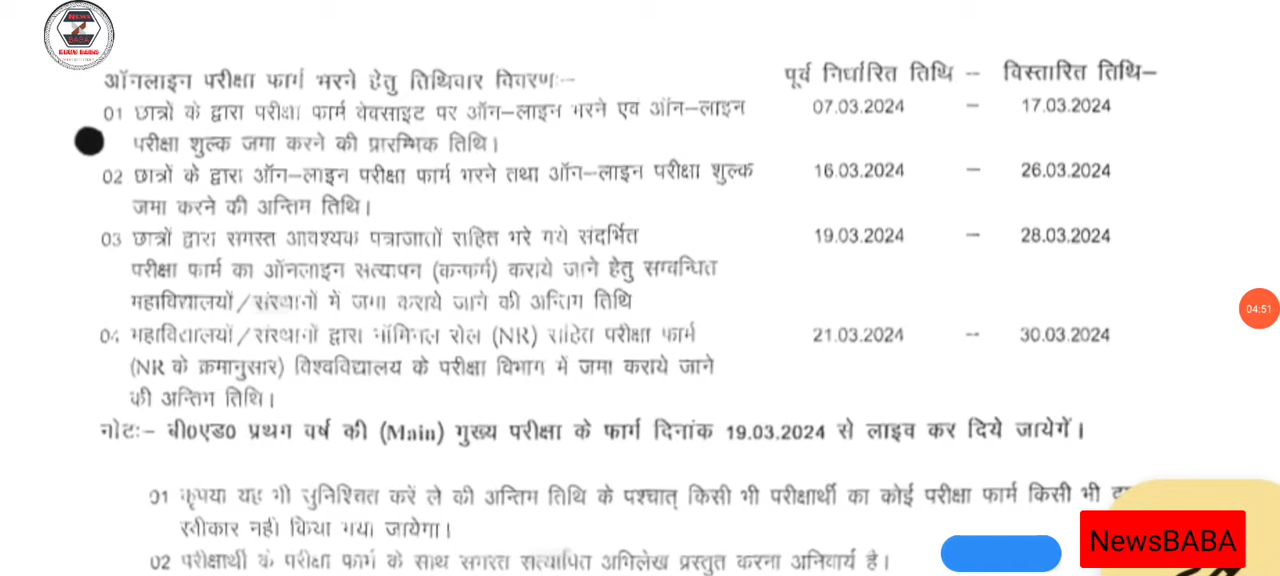 NEWS
BABA
ऑनलाइन परीक्षा फार्म भरने हेतु तिथिवार विवरणः- पूर्व निर्धारित तिथि - विस्तारित तिथि-
01 छात्रों के द्वारा परीक्षा फार्म वेवसाइट पर ऑन-लाइन भरने एव ऑन-लाइन 07.03.2024 - 17.03.2024
परीक्षा शुल्क जमा करने की प्रारम्भिक तिथि।
02 छात्रों के द्वारा ऑन-लाइन परीक्षा फार्म भरने तथा ऑन-लाइन परीक्षा शुल्क 16.03.2024 - 26.03.2024
जमा करने की अन्तिम तिथि।
03 छात्रों द्वारा समस्त आवश्यक पत्राजातों सहित भरे गये संदर्भित 19.03.2024 - 28.03.2024
परीक्षा फार्म का ऑनलाइन सत्यापन (कन्फर्म) कराये जाने हेतु सम्वन्धित
महाविद्यालयों/संस्थानों में जमा कराये जाने की अन्तिम तिथि
04 महाविद्यालयों/संस्थानों द्वारा नॉमिनल रोल (NR) सहित परीक्षा फार्म 21.03.2024 -- 30.03.2024
(NR के क्रमानुसार) विश्वविद्यालय के परीक्षा विभाग में जमा कराये जाने
की अन्तिम तिथि।
नोटः- बी०एड० प्रथम वर्ष की (Main) मुख्य परीक्षा के फार्म दिनांक 19.03.2024 से लाइव कर दिये जायेगें।
04:51
01 कृपया यह भी सुनिश्चित करें ले की अन्तिम तिथि के पश्चात् किसी भी परीक्षार्थी का कोई परीक्षा फार्म किसी भी
स्वीकार नहीं किया गया जायेगा।
02 परीक्षार्थी के परीक्षा फार्म के साथ समस्त सत्यापित अभिलेख प्रस्तुत करना अनिवार्य है।
NewsBABA